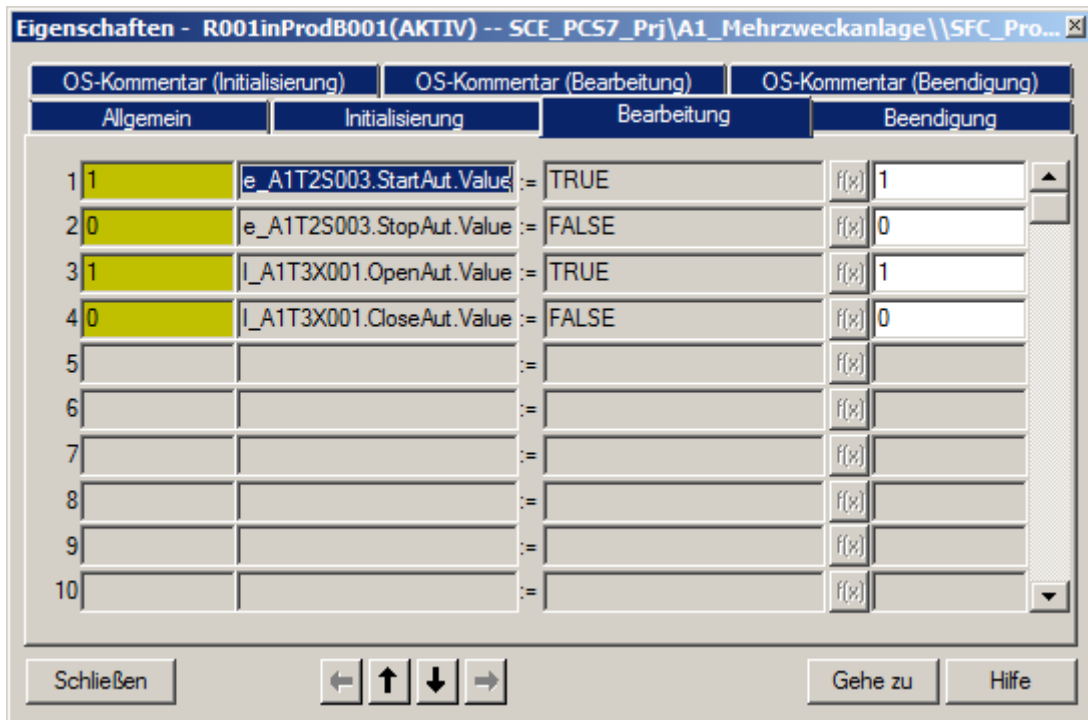 Eigenschaften - R001inProdB001(AKTIV) -- SCE_PCS7_Prj\A1_Mehrzweckanlage\\SFC_Pro...
OS-Kommentar (Initialisierung) OS-Kommentar (Bearbeitung) OS-Kommentar (Beendigung)
Allgemein Initialisierung Bearbeitung Beendigung
1 1 e_A1T2S003.StartAut.Value := TRUE f(x) 1
2 0 e_A1T2S003.StopAut.Value := FALSE f(x) 0
3 1 l_A1T3X001.OpenAut.Value := TRUE f(x) 1
4 0 l_A1T3X001.CloseAut.Value := FALSE f(x) 0
5 := f(x)
6 := f(x)
7 := f(x)
8 := f(x)
9 := f(x)
10 := f(x)
Schließen Gehe zu Hilfe